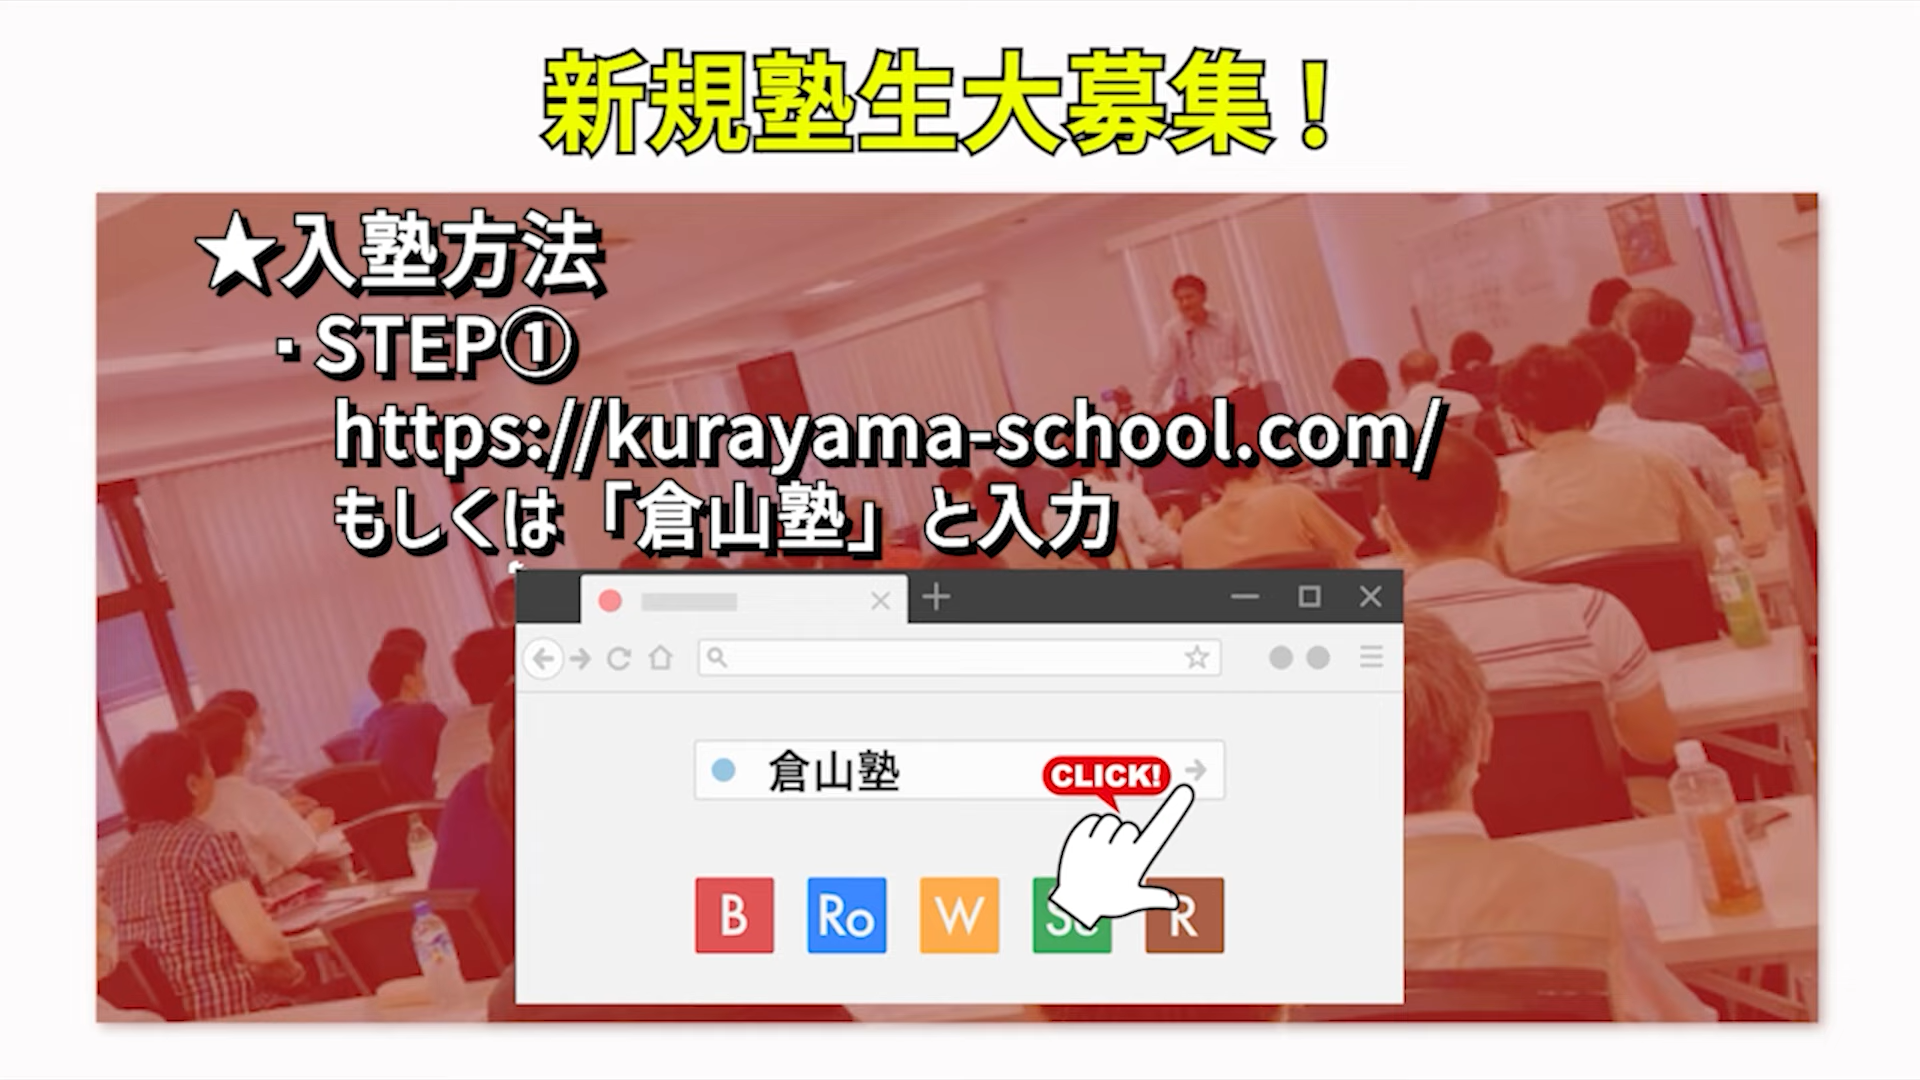 新規塾生大募集！
★入塾方法
・STEP①
https://kurayama-school.com/
もしくは「倉山塾」と入力
倉山塾
CLICK!
B
Ro
W
R